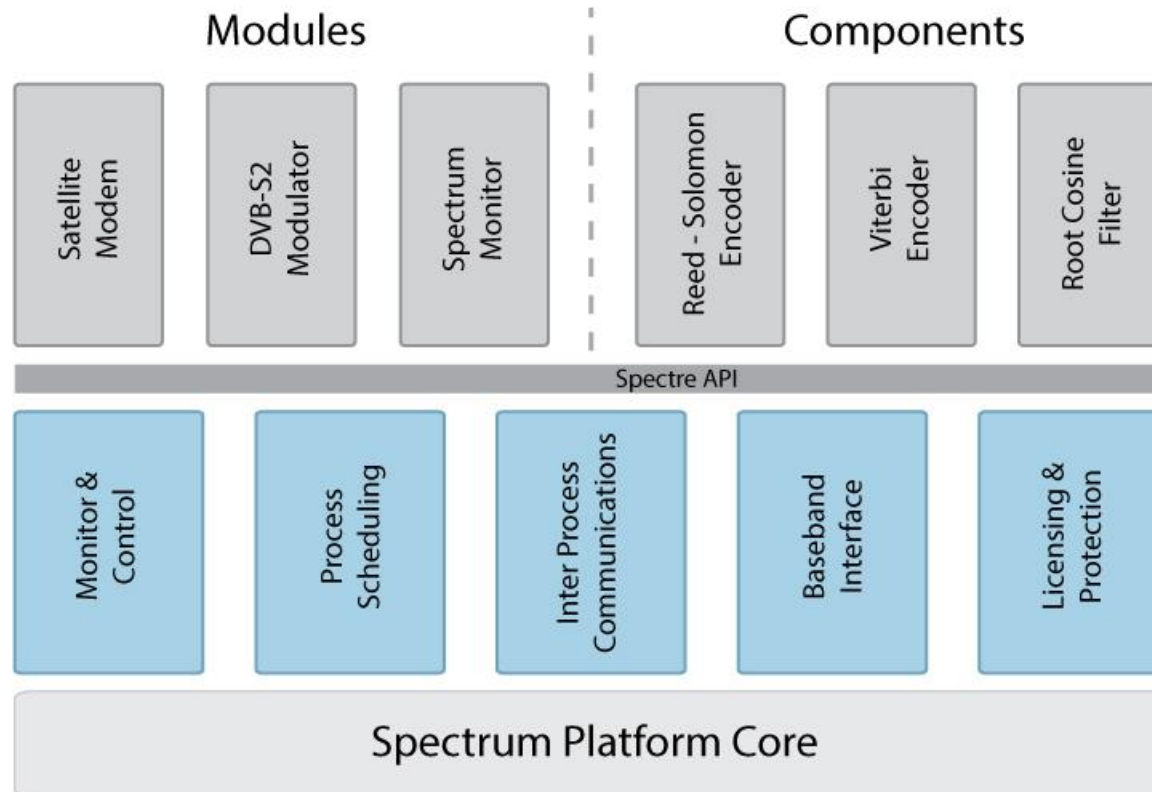 Modules
Components
Satellite
Modem
DVB-S2
Modulator
Spectrum
Monitor
Reed - Solomon
Encoder
Viterbi
Encoder
Root Cosine
Filter
Spectre API
Monitor &
Control
Process
Scheduling
Inter Process
Communications
Baseband
Interface
Licensing &
Protection
Spectrum Platform Core